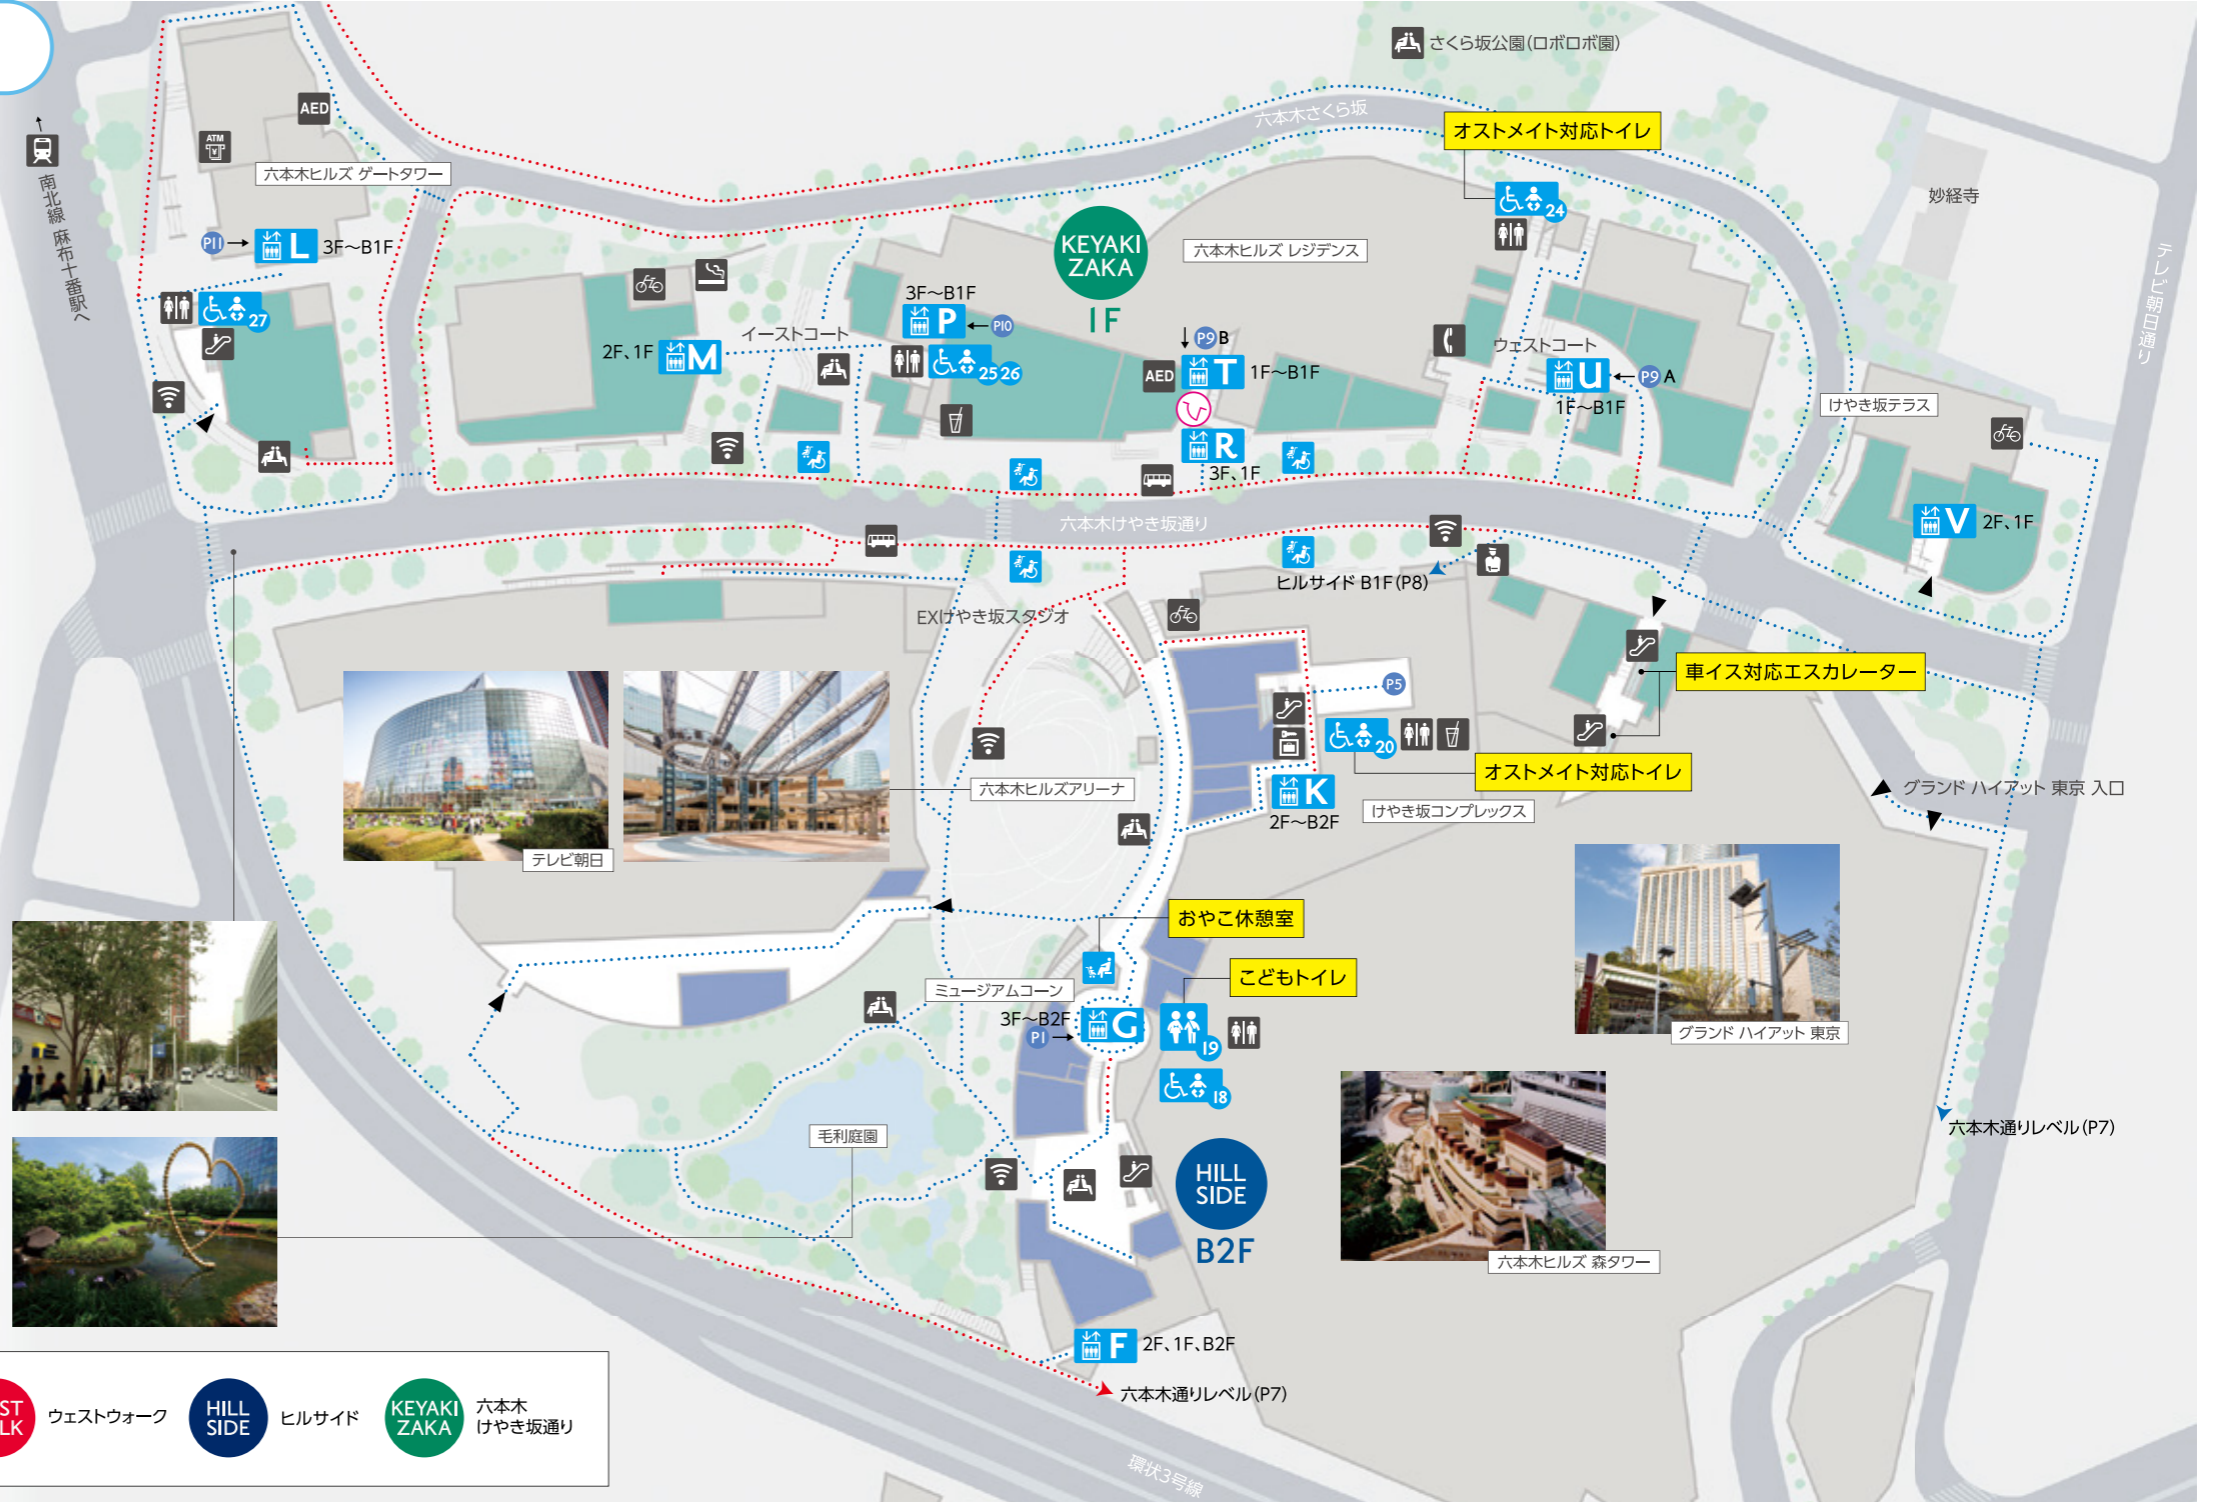 さくら坂公園(ロボロボ園)
六本木さくら坂
オストメイト対応トイレ
AED
ATM
六本木ヒルズ ゲートタワー
南北線 麻布十番駅へ
24
妙経寺
テレビ朝日通り
KEYAKI
ZAKA
1F
六本木ヒルズ レジデンス
P11
L
3F～B1F
27
3F～B1F
P
P10
イーストコート
2F、1F
M
25 26
P9 B
AED
T
1F～B1F
R
3F、1F
ウェストコート
U
P9 A
1F～B1F
けやき坂テラス
V
2F、1F
六本木けやき坂通り
ヒルサイド B1F(P8)
EXけやき坂スタジオ
車イス対応エスカレーター
P5
20
オストメイト対応トイレ
K
2F～B2F
けやき坂コンプレックス
グランド ハイアット 東京 入口
六本木ヒルズアリーナ
テレビ朝日
おやこ休憩室
こどもトイレ
ミュージアムコーン
3F～B2F
P1
G
19
18
グランド ハイアット 東京
毛利庭園
HILL
SIDE
B2F
六本木通りレベル(P7)
六本木ヒルズ 森タワー
F
2F、1F、B2F
六本木通りレベル(P7)
環状3号線
ST
LK
ウェストウォーク
HILL
SIDE
ヒルサイド
KEYAKI
ZAKA
六本木
けやき坂通り